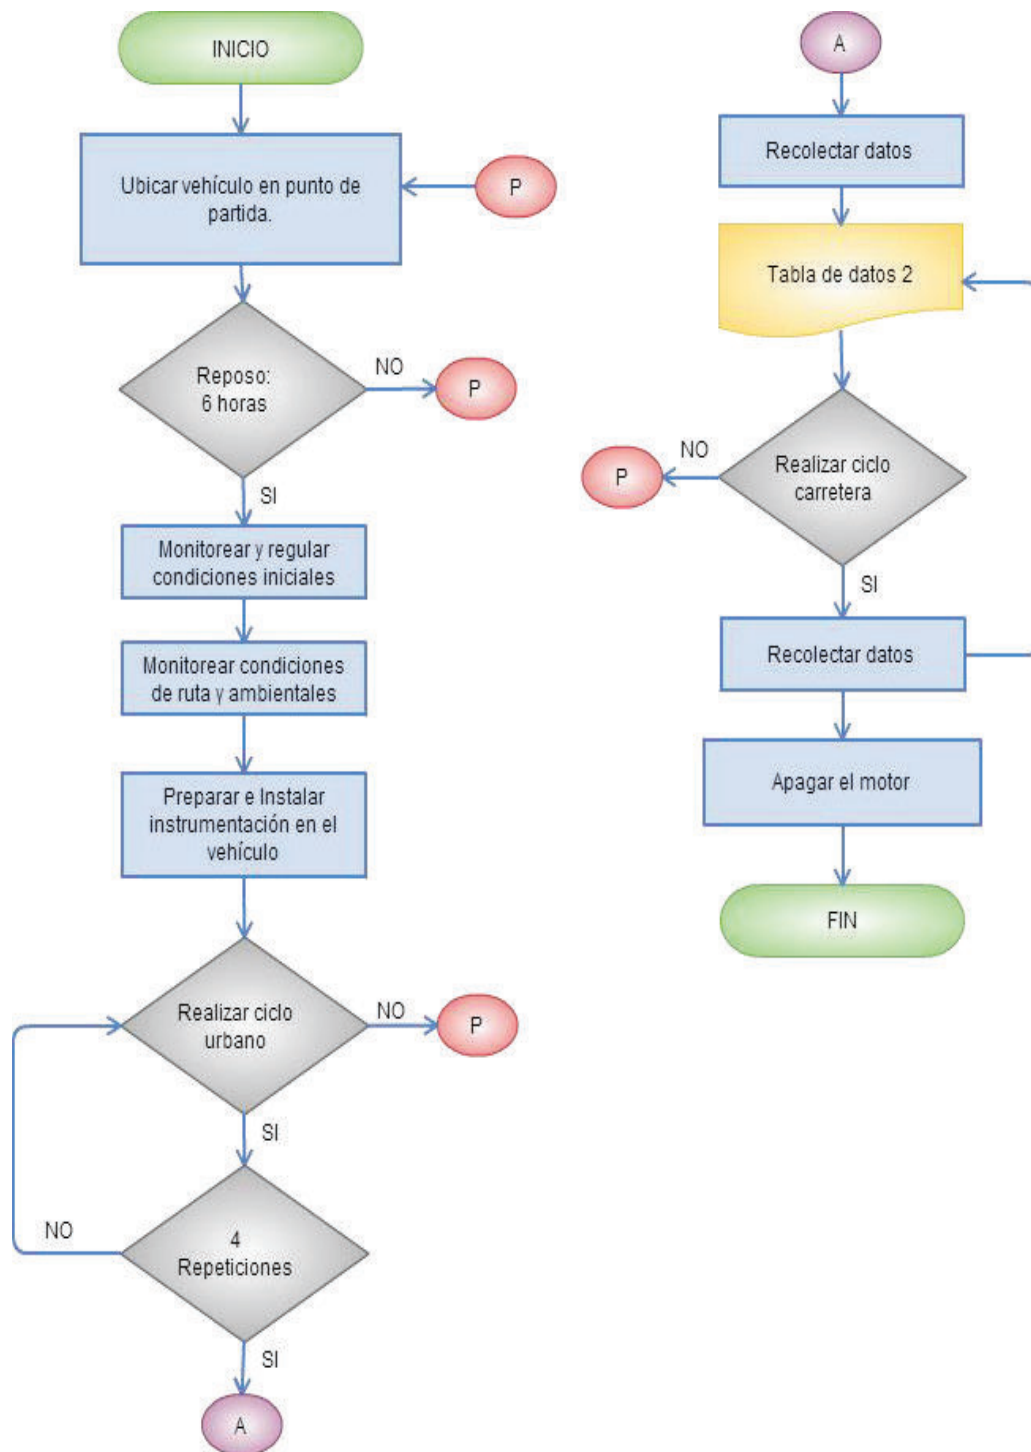 INICIO
Ubicar vehículo en punto de
partida.
P
Reposo:
6 horas
NO
P
SI
Monitorear y regular
condiciones iniciales
Monitorear condiciones
de ruta y ambientales
Preparar e Instalar
instrumentación en el
vehículo
Realizar ciclo
urbano
NO
P
SI
4
Repeticiones
NO
SI
A
A
Recolectar datos
Tabla de datos 2
Realizar ciclo
carretera
NO
P
SI
Recolectar datos
Apagar el motor
FIN